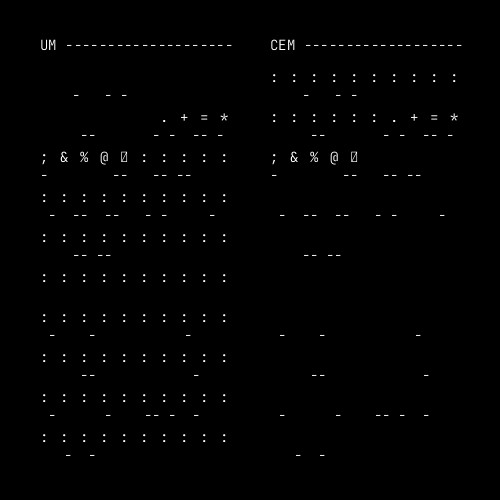 UM -------------------- CEM -------------------
: : : : : : : : : :
- - - - - -
. + = * : : : : : : . + = *
-- - - -- - -- - - -- -
; & % @ : : : : : ; & % @
- -- -- -- - -- -- --
: : : : : : : : : :
- -- -- - - - - -- -- - - -
: : : : : : : : : :
-- -- -- --
: : : : : : : : : :
: : : : : : : : : :
- - - - - -
: : : : : : : : : :
-- - -- -
: : : : : : : : : :
- - -- - - - - -- - -
: : : : : : : : : :
- - - -